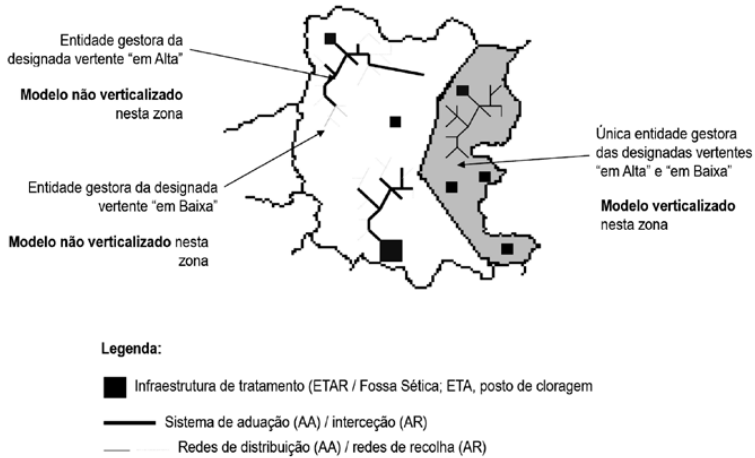 Entidade gestora da
designada vertente “em Alta”
Modelo não verticalizado
nesta zona
Entidade gestora da designada
vertente “em Baixa”
Modelo não verticalizado nesta
zona
Única entidade gestora
das designadas vertentes
“em Alta” e “em Baixa”
Modelo verticalizado
nesta zona
Legenda:
Infraestrutura de tratamento (ETAR / Fossa Sética; ETA, posto de cloragem
Sistema de adução (AA) / interceção (AR)
Redes de distribuição (AA) / redes de recolha (AR)